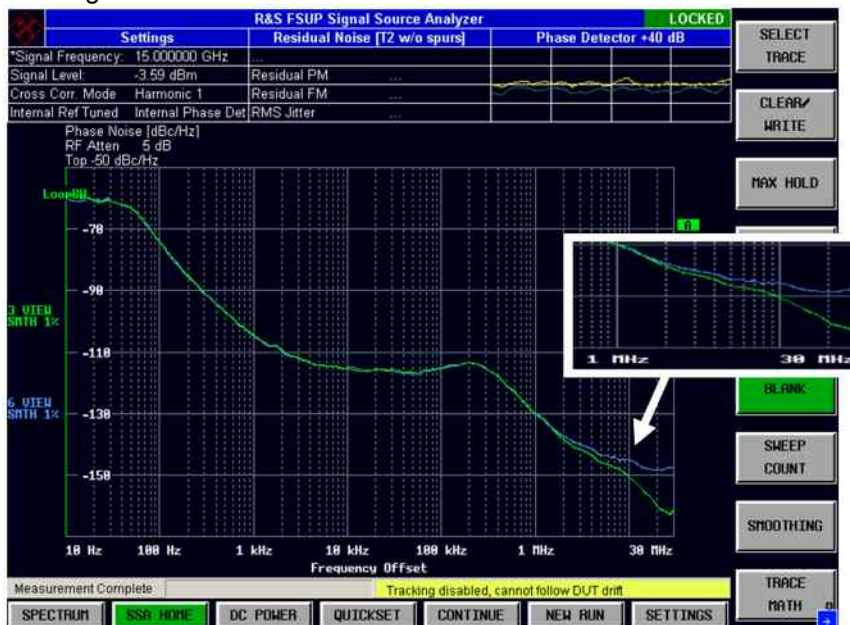 R&S FSUP Signal Source Analyzer
LOCKED
Settings
Residual Noise [T2 w/o spurs]
Phase Detector +40 dB
*Signal Frequency: 15.000000 GHz ...
Signal Level: -3.59 dBm Residual PM ...
Cross Corr. Mode Harmonic 1 Residual FM ...
Internal Ref Tuned Internal Phase Det RMS Jitter ...
Phase Noise [dBc/Hz]
RF Atten 5 dB
Top -50 dBc/Hz
LoopBW
-70
A
-90
3 VIEW
SMTH 1%
-110
6 VIEW
SMTH 1%
-130
-150
1 MHz 30 MHz
10 Hz 100 Hz 1 kHz 10 kHz 100 kHz 1 MHz 30 MHz
Frequency Offset
Measurement Complete
Tracking disabled, cannot follow DUT drift
SPECTRUM SSA HOME DC POWER QUICKSET CONTINUE NEW RUN SETTINGS
SELECT
TRACE
CLEAR/
WRITE
MAX HOLD
BLANK
SWEEP
COUNT
SMOOTHING
TRACE
MATH